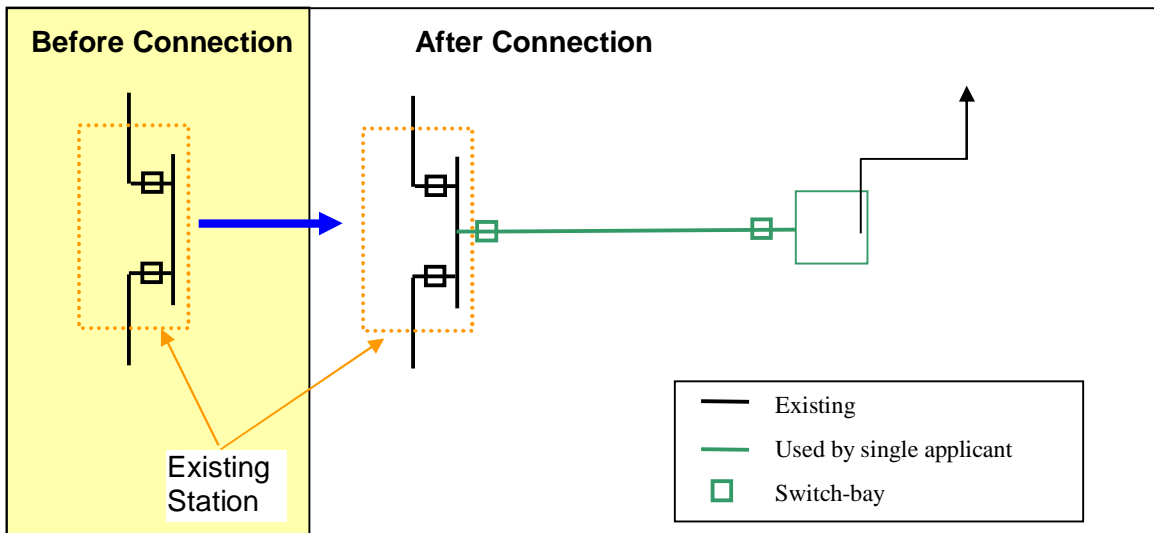 Before Connection
After Connection
Existing
Station
Existing
Used by single applicant
Switch-bay